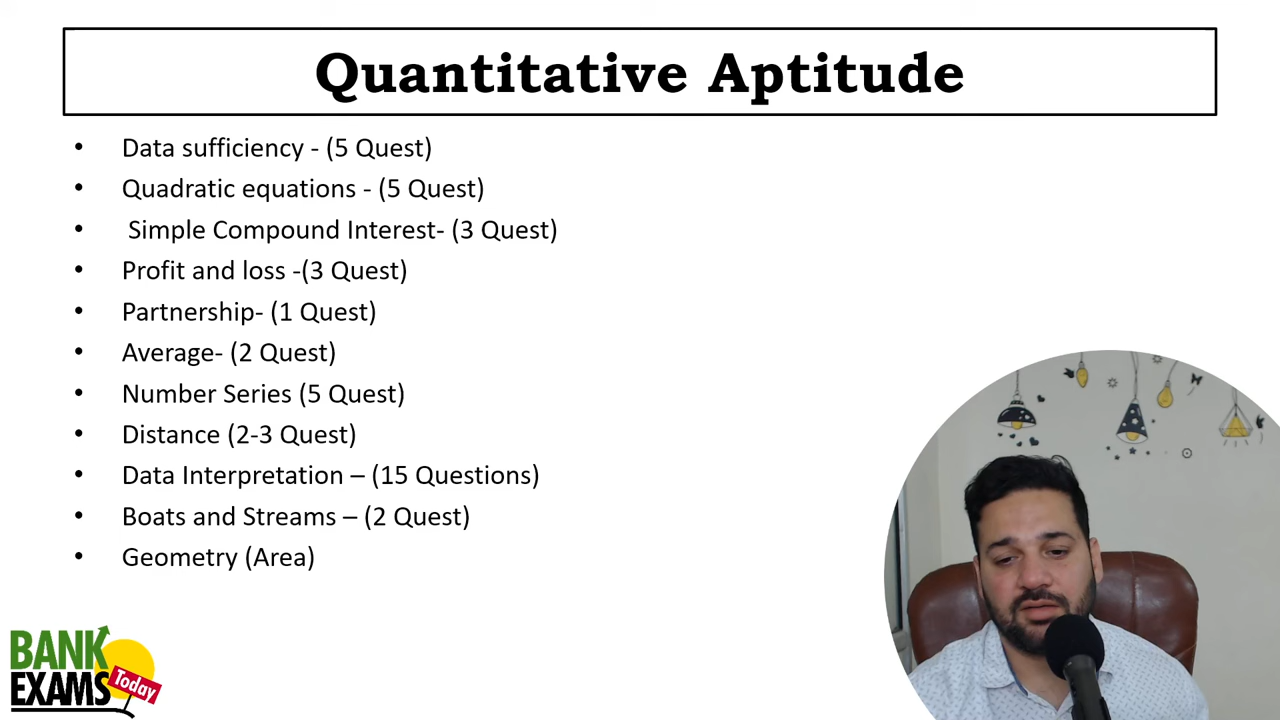 Quantitative Aptitude
• Data sufficiency - (5 Quest)
• Quadratic equations - (5 Quest)
• Simple Compound Interest- (3 Quest)
• Profit and loss -(3 Quest)
• Partnership- (1 Quest)
• Average- (2 Quest)
• Number Series (5 Quest)
• Distance (2-3 Quest)
• Data Interpretation – (15 Questions)
• Boats and Streams – (2 Quest)
• Geometry (Area)
BANK
EXAMS Today